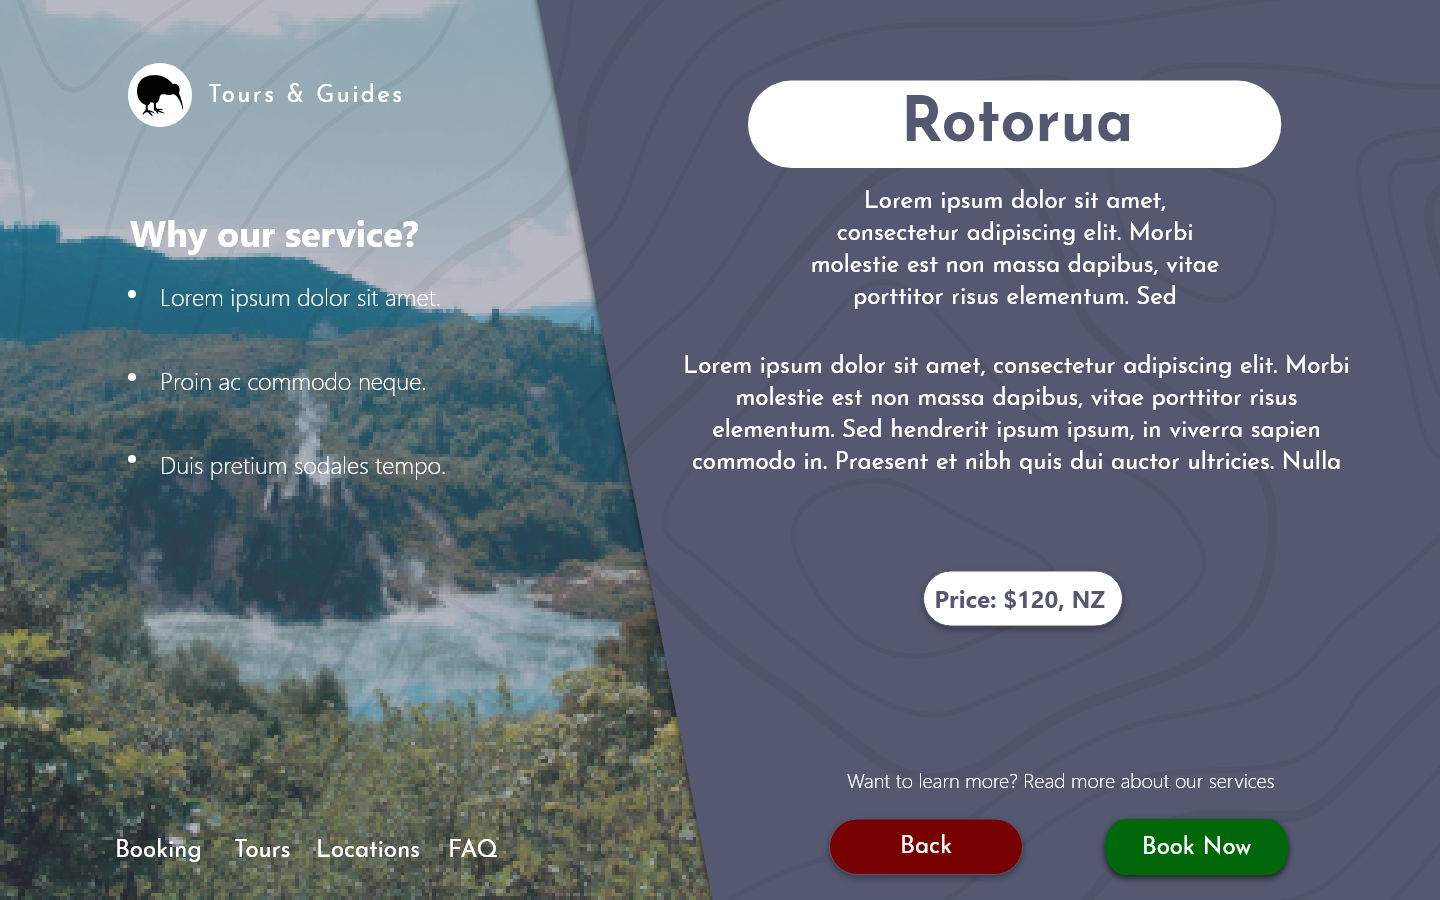 Tours & Guides
Why our service?
Lorem ipsum dolor sit amet.
Proin ac commodo neque.
Duis pretium sodales tempo.
Booking Tours Locations FAQ
Rotorua
Lorem ipsum dolor sit amet,
consectetur adipiscing elit. Morbi
molestie est non massa dapibus, vitae
porttitor risus elementum. Sed
Lorem ipsum dolor sit amet, consectetur adipiscing elit. Morbi
molestie est non massa dapibus, vitae porttitor risus
elementum. Sed hendrerit ipsum ipsum, in viverra sapien
commodo in. Praesent et nibh quis dui auctor ultricies. Nulla
Price: $120, NZ
Want to learn more? Read more about our services
Back
Book Now